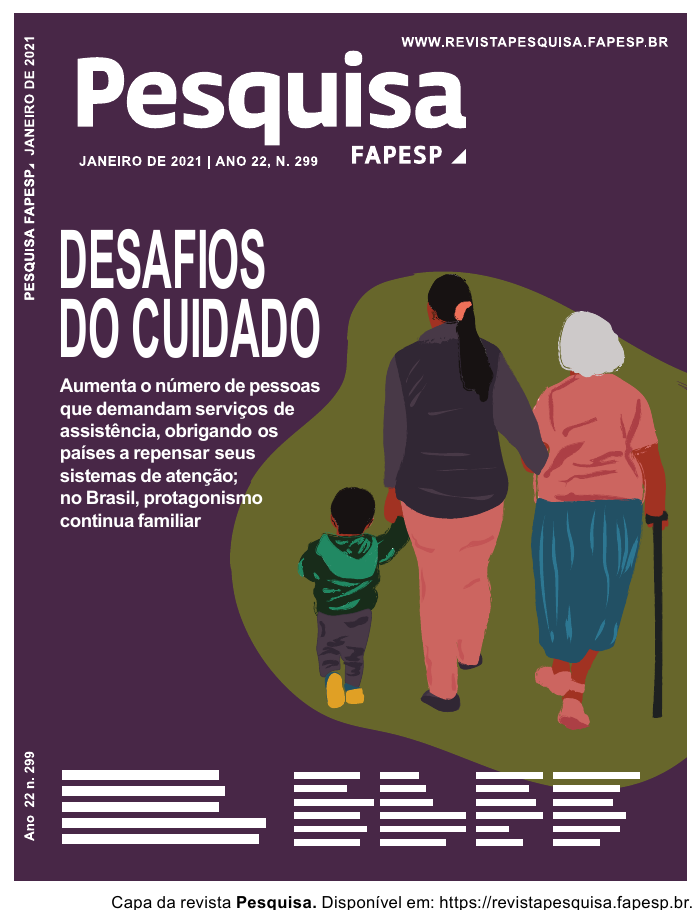 WWW.REVISTAPESQUISA.FAPESP.BR
Pesquisa
JANEIRO DE 2021 | ANO 22, N. 299
FAPESP
PESQUISA FAPESP JANEIRO DE 2021
DESAFIOS
DO CUIDADO
Aumenta o número de pessoas
que demandam serviços de
assistência, obrigando os
países a repensar seus
sistemas de atenção;
no Brasil, protagonismo
continua familiar
Ano 22 n. 299
Capa da revista Pesquisa. Disponível em: https://revistapesquisa.fapesp.br.